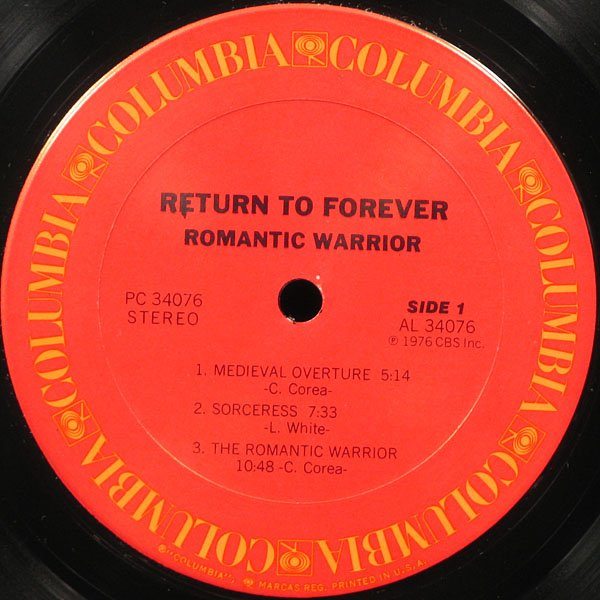 COLUMBIA COLUMBIA COLUMBIA COLUMBIA COLUMBIA COLUMBIA
RETURN TO FOREVER
ROMANTIC WARRIOR
PC 34076
STEREO
SIDE 1
AL 34076
℗ 1976 CBS Inc.
1. MEDIEVAL OVERTURE 5:14
-C. Corea-
2. SORCERESS 7:33
-L. White-
3. THE ROMANTIC WARRIOR
10:48 -C. Corea-
®"COLUMBIA", MARCAS REG. PRINTED IN U.S.A.